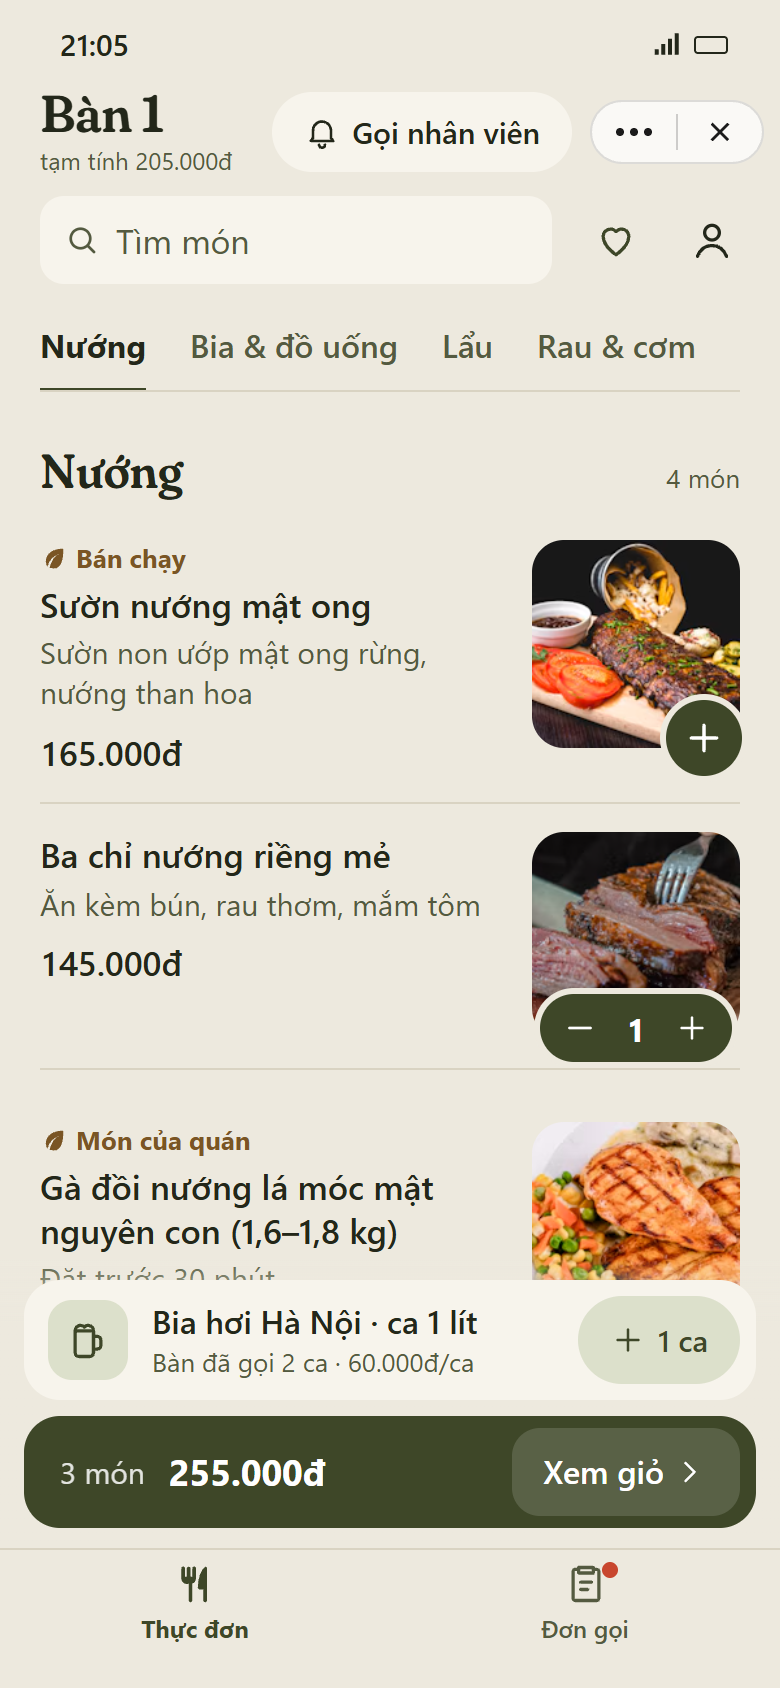 21:05
Bàn 1
tạm tính 205.000đ
Gọi nhân viên
Tìm món
Nướng
Bia & đồ uống
Lẩu
Rau & cơm
Nướng
4 món
Bán chạy
Sườn nướng mật ong
Sườn non ướp mật ong rừng,
nướng than hoa
165.000đ
Ba chỉ nướng riềng mẻ
Ăn kèm bún, rau thơm, mắm tôm
145.000đ
1
Món của quán
Gà đồi nướng lá móc mật
nguyên con (1,6–1,8 kg)
Đặt trước 30 phút
Bia hơi Hà Nội · ca 1 lít
Bàn đã gọi 2 ca · 60.000đ/ca
1 ca
3 món 255.000đ
Xem giỏ
Thực đơn
Đơn gọi